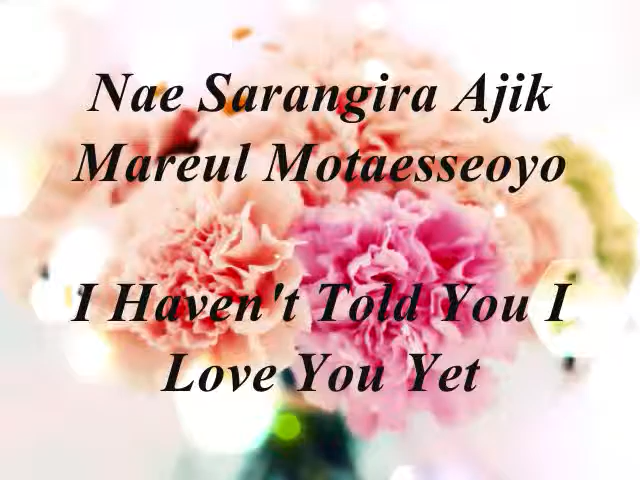 Nae Sarangira Ajik
Mareul Motaesseoyo
I Haven't Told You I
Love You Yet